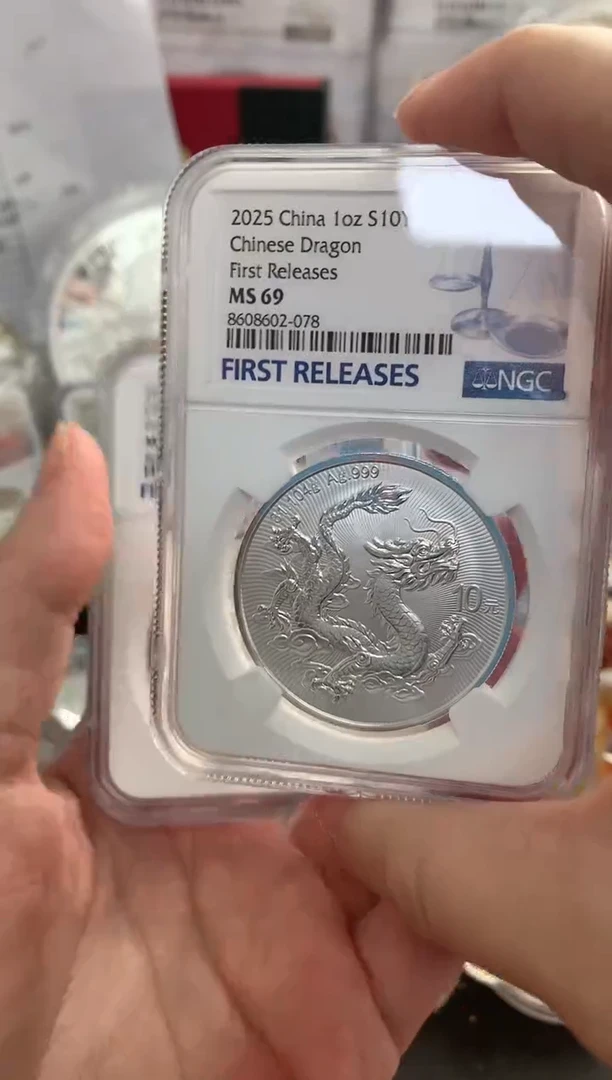 2025 China 1oz S10Y
Chinese Dragon
First Releases
MS 69
8608602-078
FIRST RELEASES
NGC
Ag.999
10元